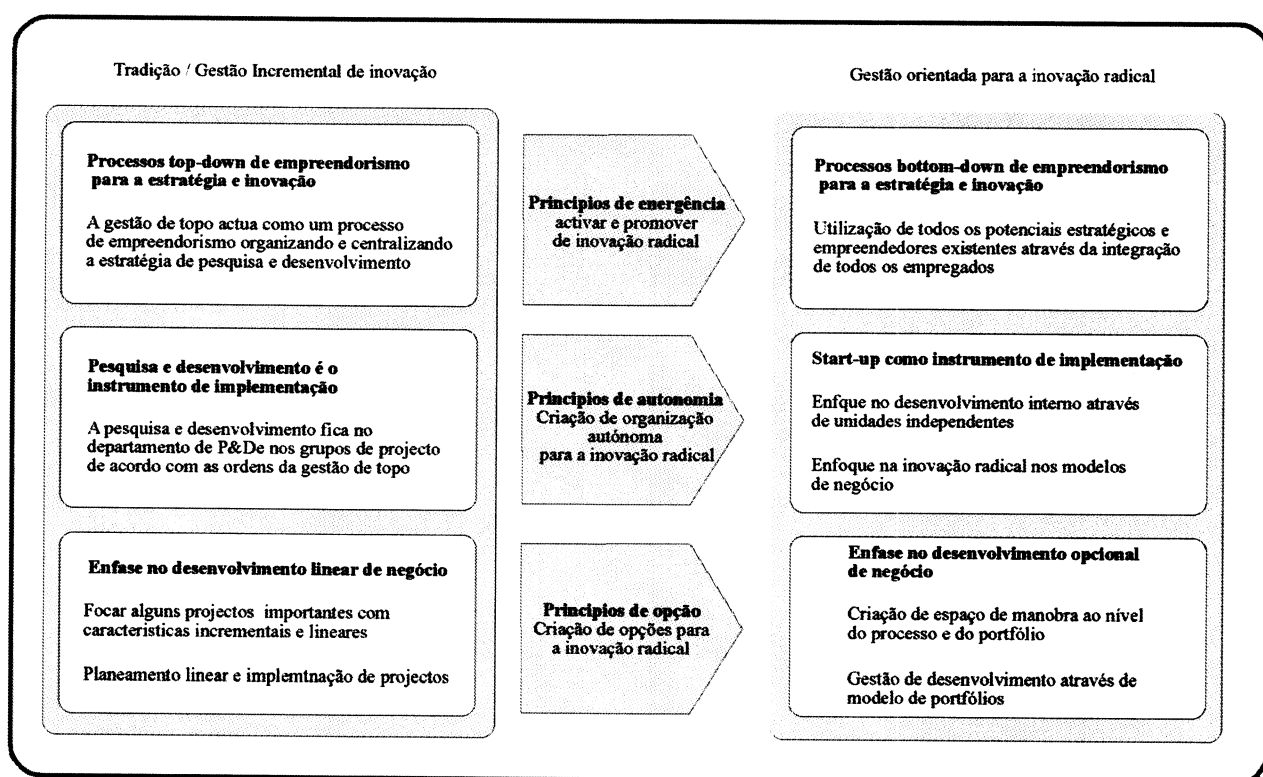 Tradição / Gestão Incremental de inovação
Processos top-down de empreendorismo
para a estratégia e inovação
A gestão de topo actua como um processo
de empreendorismo organizando e centralizando
a estratégia de pesquisa e desenvolvimento
Pesquisa e desenvolvimento é o
instrumento de implementação
A pesquisa e desenvolvimento fica no
departamento de P&De nos grupos de projecto
de acordo com as ordens da gestão de topo
Enfase no desenvolvimento linear de negócio
Focar alguns projectos importantes com
caracteristicas incrementais e lineares
Planeamento linear e implemtnação de projectos
Principios de energência
activar e promover
de inovação radical
Principios de autonomia
Criação de organização
autónoma
para a inovação radical
Principios de opção
Criação de opções para
a inovação radical
Gestão orientada para a inovação radical
Processos bottom-down de empreendorismo
para a estratégia e inovação
Utilização de todos os potenciais estratégicos e
empreendedores existentes através da integração
de todos os empregados
Start-up como instrumento de implementação
Enfque no desenvolvimento interno através
de unidades independentes
Enfoque na inovação radical nos modelos
de negócio
Enfase no desenvolvimento opcional
de negócio
Criação de espaço de manobra ao nível
do processo e do portfólio
Gestão de desenvolvimento através de
modelo de portfólios